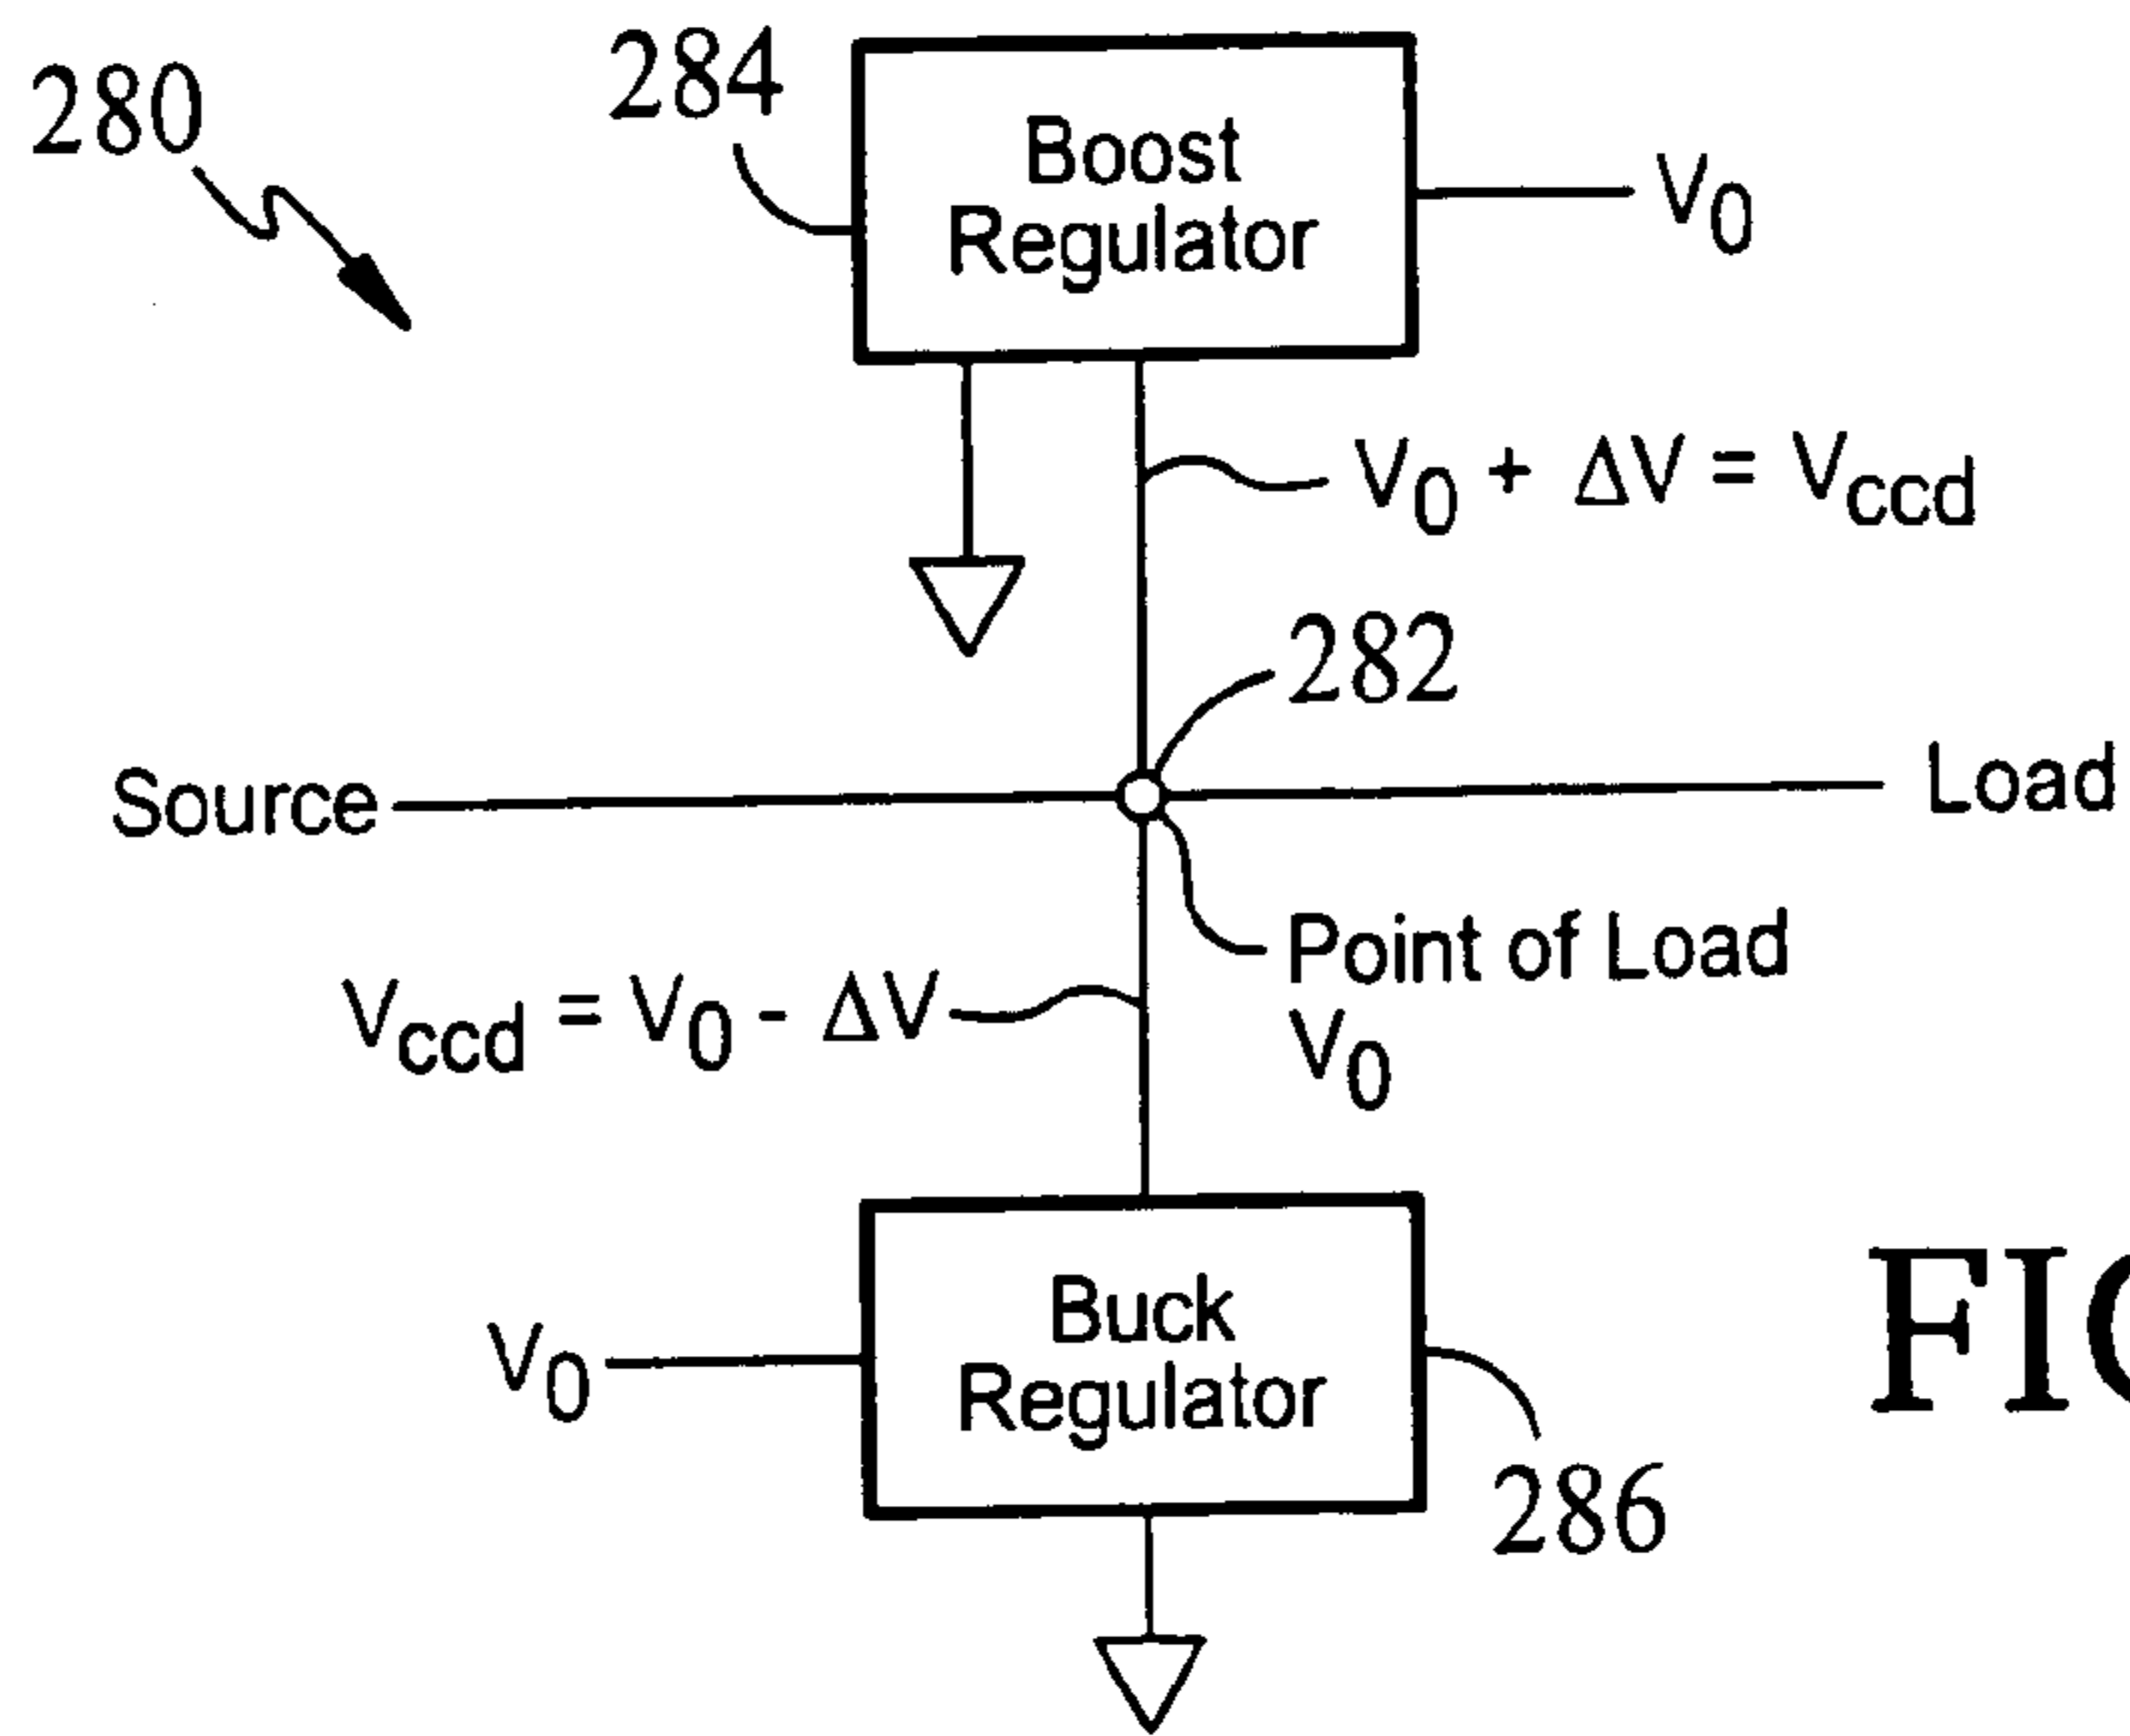 280
284
Boost
Regulator
V0
V0 + ΔV = Vccd
282
Source
Load
Point of Load
V0
Vccd = V0 - ΔV
Buck
Regulator
V0
286